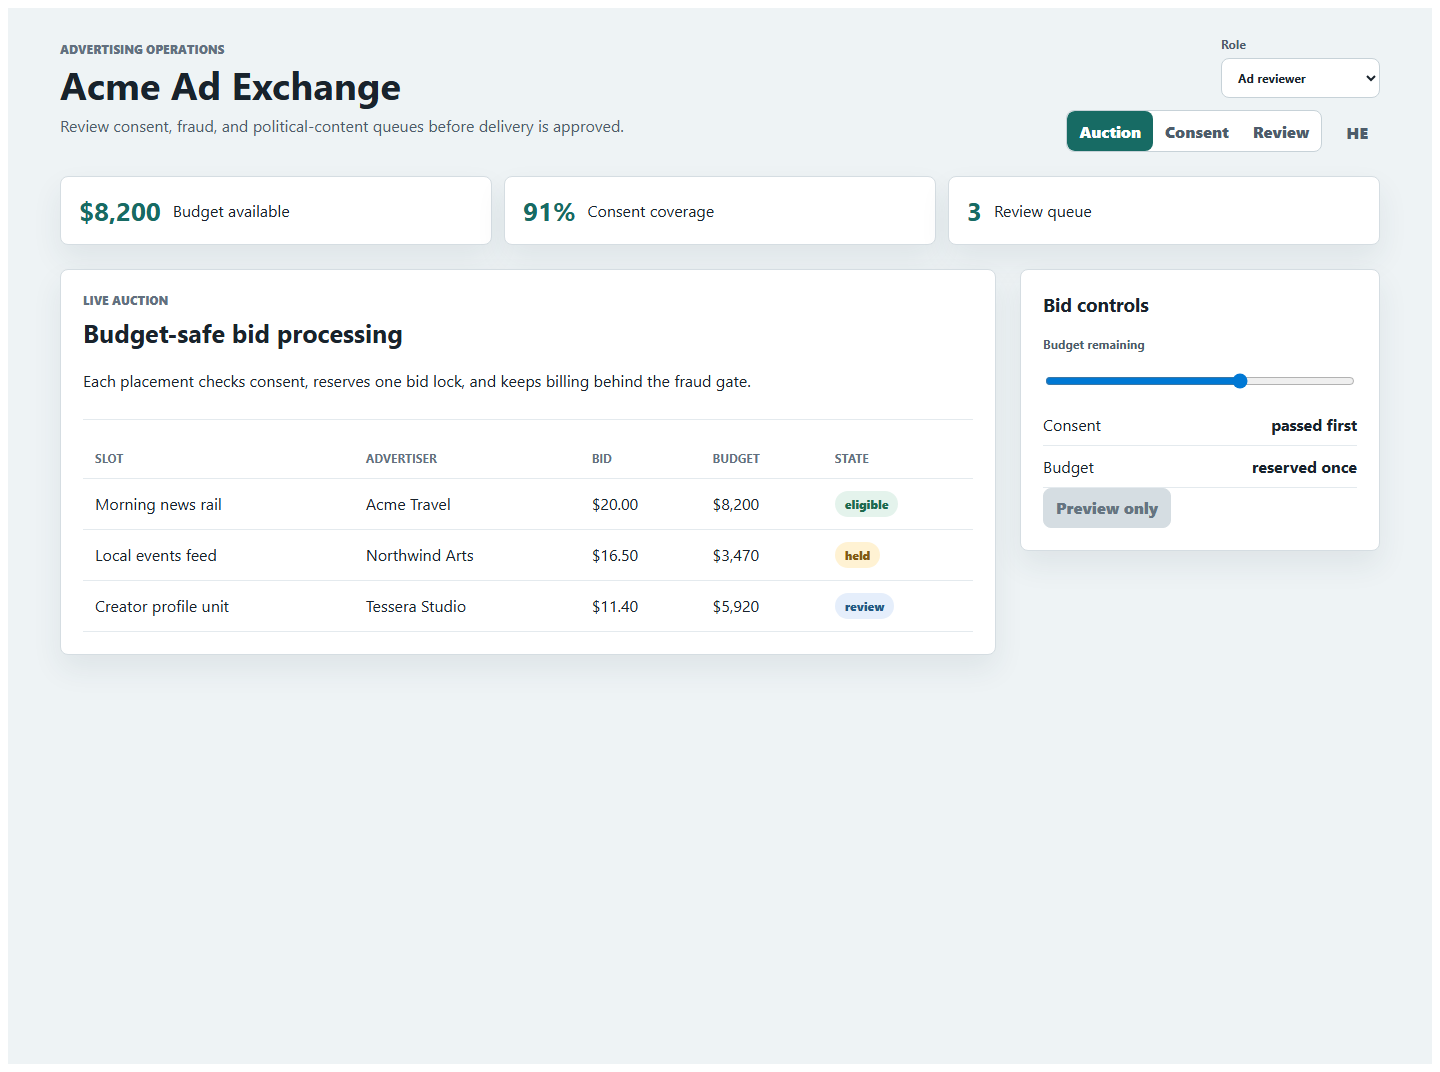 ADVERTISING OPERATIONS
Acme Ad Exchange
Review consent, fraud, and political-content queues before delivery is approved.
Role
Ad reviewer
Auction Consent Review HE
$8,200 Budget available
91% Consent coverage
3 Review queue
LIVE AUCTION
Budget-safe bid processing
Each placement checks consent, reserves one bid lock, and keeps billing behind the fraud gate.
SLOT ADVERTISER BID BUDGET STATE
Morning news rail Acme Travel $20.00 $8,200 eligible
Local events feed Northwind Arts $16.50 $3,470 held
Creator profile unit Tessera Studio $11.40 $5,920 review
Bid controls
Budget remaining
Consent passed first
Budget reserved once
Preview only